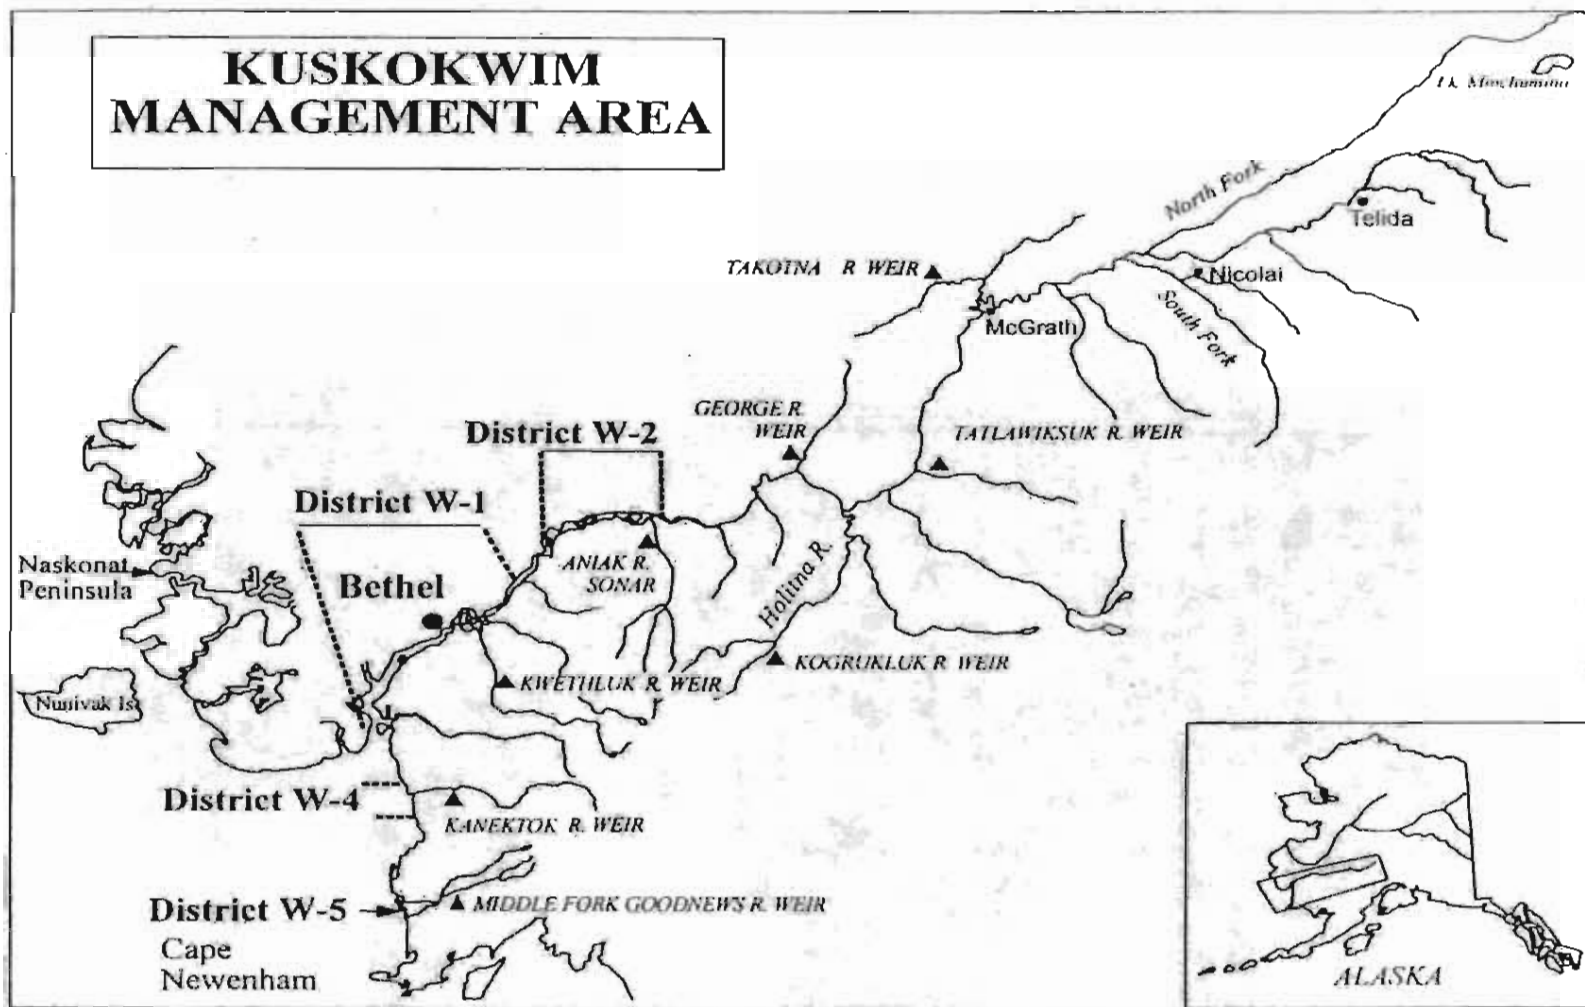 KUSKOKWIM
MANAGEMENT AREA
Lk. Minchumina
North Fork
Telida
TAKOTNA R WEIR
Nicolai
McGrath
South Fork
GEORGE R.
WEIR
District W-2
TATLAWIKSUK R. WEIR
District W-1
Naskonat
Peninsula
ANIAK R.
SONAR
Bethel
Holitna R.
KOGRUKLUK R WEIR
KWETHLUK R. WEIR
Nunivak Is
District W-4
KANEKTOK R. WEIR
District W-5
MIDDLE FORK GOODNEWS R. WEIR
Cape
Newenham
ALASKA